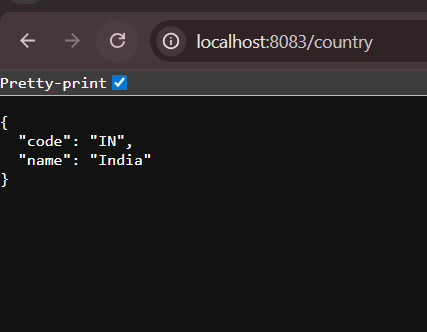 localhost:8083/country
Pretty-print
{
  "code": "IN",
  "name": "India"
}